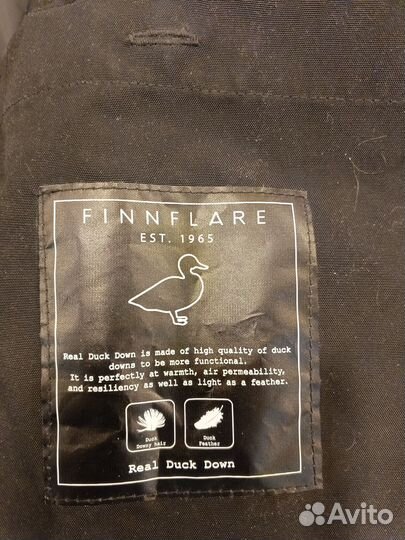 FINNFLARE
EST. 1965
Real Duck Down is made of high quality of duck
downs to be more functional.
It is perfectly at warmth, air permeability,
and resiliency as well as light as a feather.
Duck
Downy hair
Duck
Feather
Real Duck Down
Avito